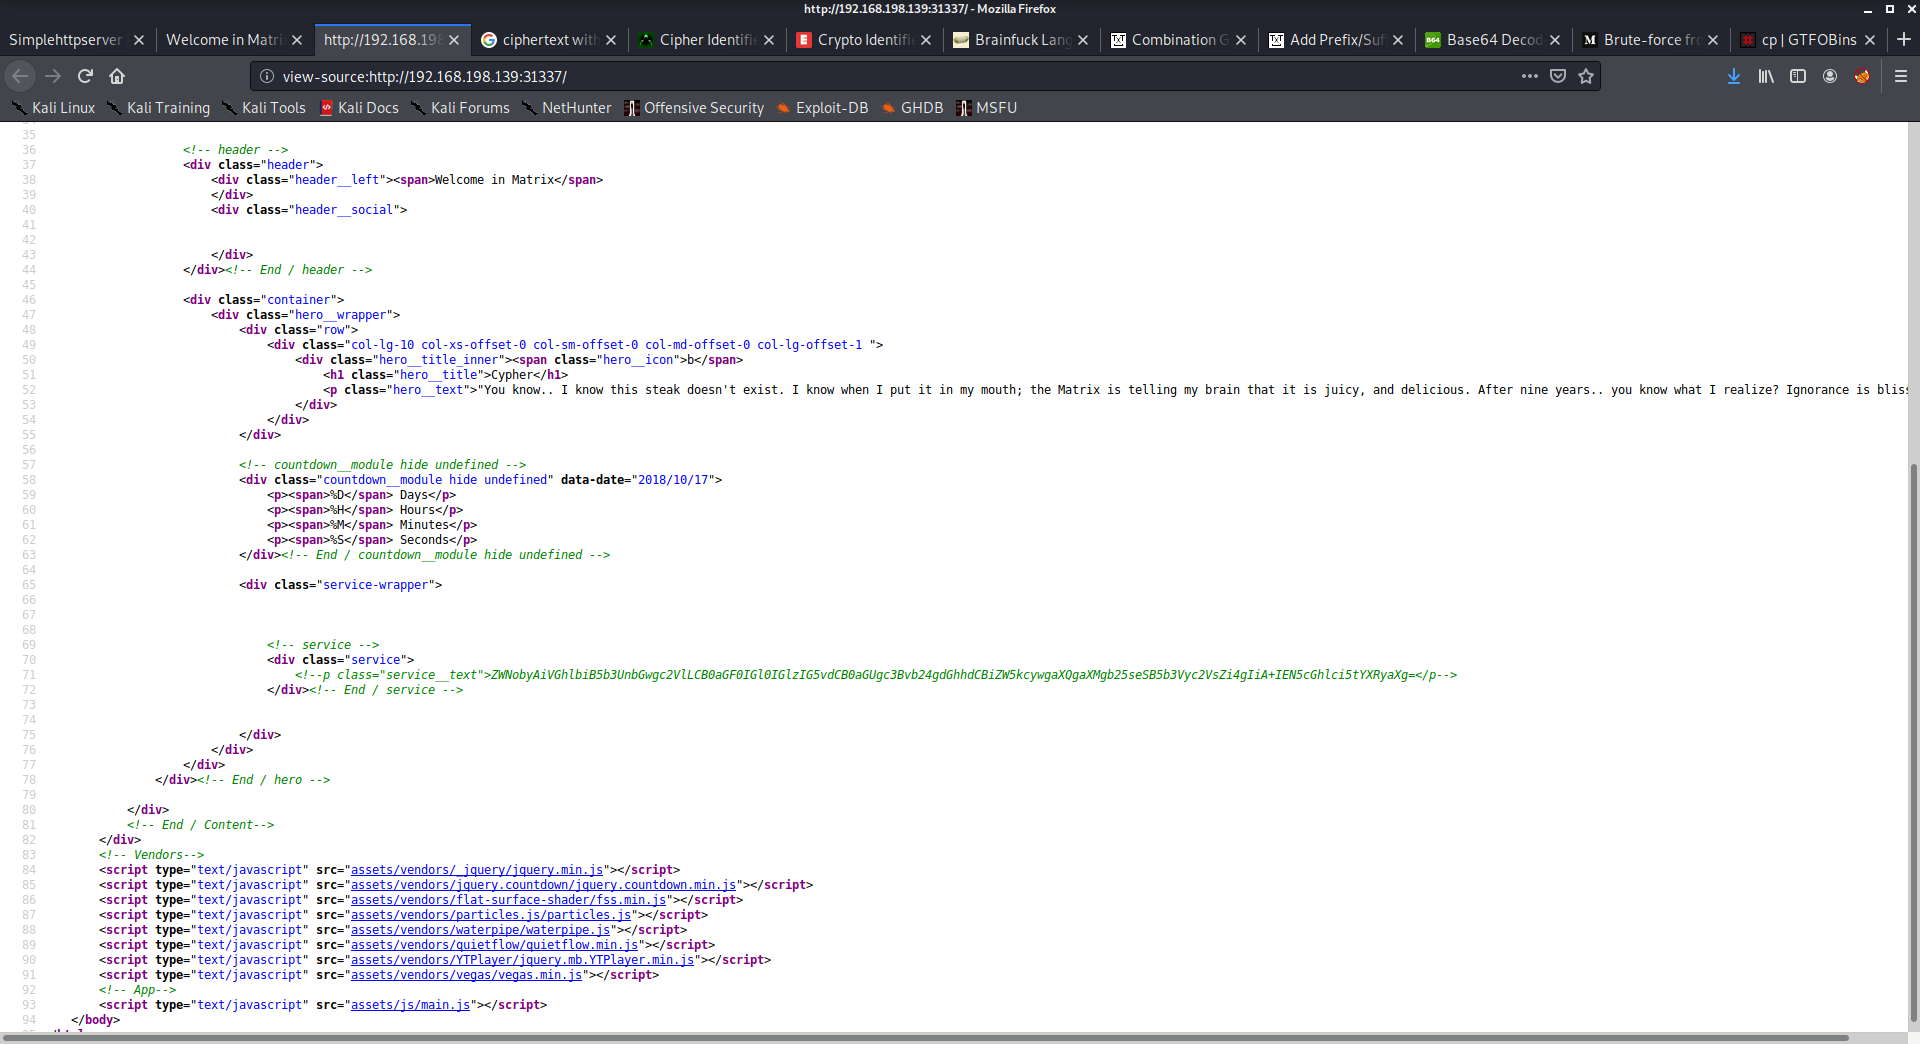 http://192.168.198.139:31337/ - Mozilla Firefox
Simplehttpserver
Welcome in Matri
http://192.168.198
ciphertext with
Cipher Identifie
Crypto Identifi
Brainfuck Lang
Combination G
Add Prefix/Suf
Base64 Decod
Brute-force fro
cp | GTFOBins
view-source:http://192.168.198.139:31337/
Kali Linux Kali Training Kali Tools Kali Docs Kali Forums NetHunter Offensive Security Exploit-DB GHDB MSFU
35
36 <!-- header -->
37 <div class="header">
38 <div class="header__left"><span>Welcome in Matrix</span>
39 </div>
40 <div class="header__social">
41
42
43 </div>
44 </div><!-- End / header -->
45
46 <div class="container">
47 <div class="hero__wrapper">
48 <div class="row">
49 <div class="col-lg-10 col-xs-offset-0 col-sm-offset-0 col-md-offset-0 col-lg-offset-1 ">
50 <div class="hero__title_inner"><span class="hero__icon">b</span>
51 <h1 class="hero__title">Cypher</h1>
52 <p class="hero__text">"You know.. I know this steak doesn't exist. I know when I put it in my mouth; the Matrix is telling my brain that it is juicy, and delicious. After nine years.. you know what I realize? Ignorance is bliss
53 </div>
54 </div>
55 </div>
56
57 <!-- countdown__module hide undefined -->
58 <div class="countdown__module hide undefined" data-date="2018/10/17">
59 <p><span>%D</span> Days</p>
60 <p><span>%H</span> Hours</p>
61 <p><span>%M</span> Minutes</p>
62 <p><span>%S</span> Seconds</p>
63 </div><!-- End / countdown__module hide undefined -->
64
65 <div class="service-wrapper">
66
67
68
69 <!-- service -->
70 <div class="service">
71 <!--p class="service__text">ZWNobyAiVGhlbiB5b3UnbGwgc2VlLCB0aGF0IGl0IGlzIG5vdCB0aGUgc3Bvb24gdGhhdCBiZW5kcywgaXQgaXMgb25seSB5b3Vyc2VsZi4gIiA+IEN5cGhlci5tYXRyaXg=</p-->
72 </div><!-- End / service -->
73
74
75 </div>
76 </div>
77 </div>
78 </div><!-- End / hero -->
79
80 </div>
81 <!-- End / Content-->
82 </div>
83 <!-- Vendors-->
84 <script type="text/javascript" src="assets/vendors/_jquery/jquery.min.js"></script>
85 <script type="text/javascript" src="assets/vendors/jquery.countdown/jquery.countdown.min.js"></script>
86 <script type="text/javascript" src="assets/vendors/flat-surface-shader/fss.min.js"></script>
87 <script type="text/javascript" src="assets/vendors/particles.js/particles.js"></script>
88 <script type="text/javascript" src="assets/vendors/waterpipe/waterpipe.js"></script>
89 <script type="text/javascript" src="assets/vendors/quietflow/quietflow.min.js"></script>
90 <script type="text/javascript" src="assets/vendors/YTPlayer/jquery.mb.YTPlayer.min.js"></script>
91 <script type="text/javascript" src="assets/vendors/vegas/vegas.min.js"></script>
92 <!-- App-->
93 <script type="text/javascript" src="assets/js/main.js"></script>
94 </body>